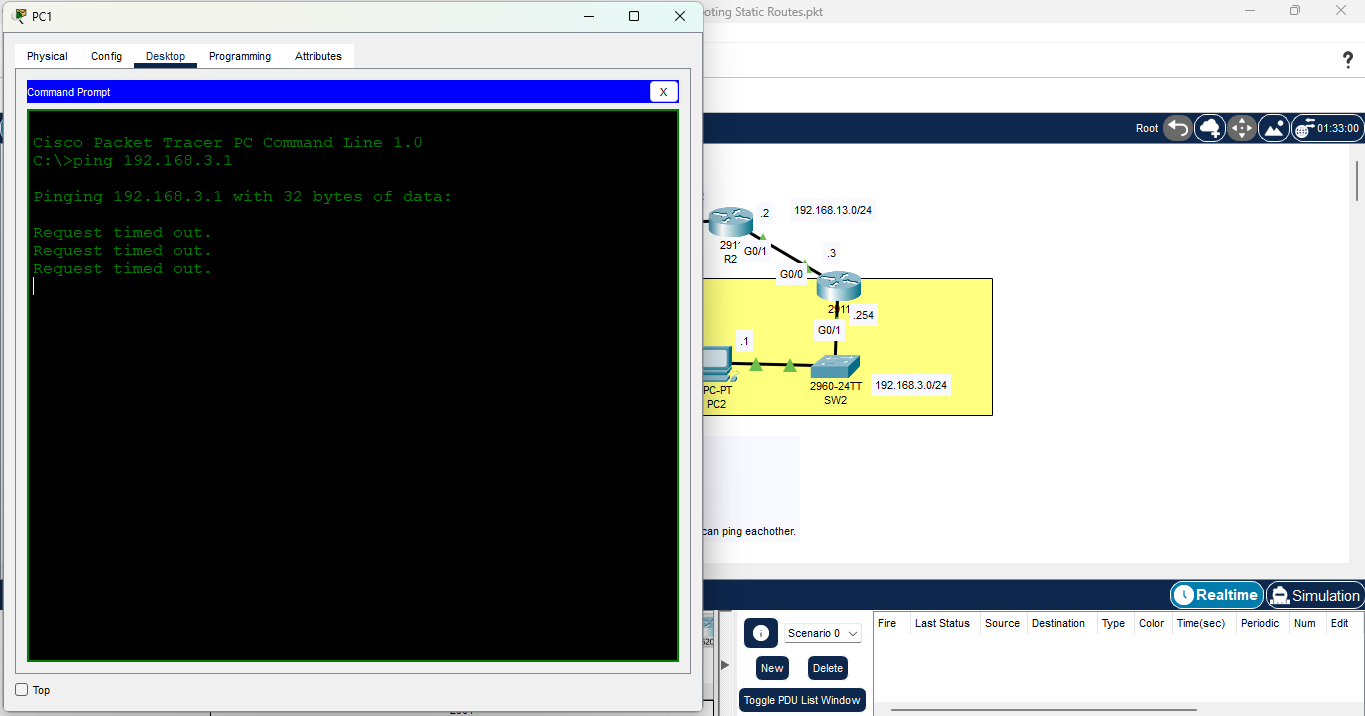 PC1
oting Static Routes.pkt
Physical Config Desktop Programming Attributes
?
Command Prompt X
Cisco Packet Tracer PC Command Line 1.0
C:\>ping 192.168.3.1
Pinging 192.168.3.1 with 32 bytes of data:
Request timed out.
Request timed out.
Request timed out.
Root 01:33:00
.2 192.168.13.0/24
291
R2
G0/1
.3
G0/0
2911
.254
G0/1
.1
PC-PT
PC2
2960-24TT
SW2
192.168.3.0/24
can ping eachother.
Realtime Simulation
Scenario 0
New Delete
Toggle PDU List Window
Fire Last Status Source Destination Type Color Time(sec) Periodic Num Edit
Top